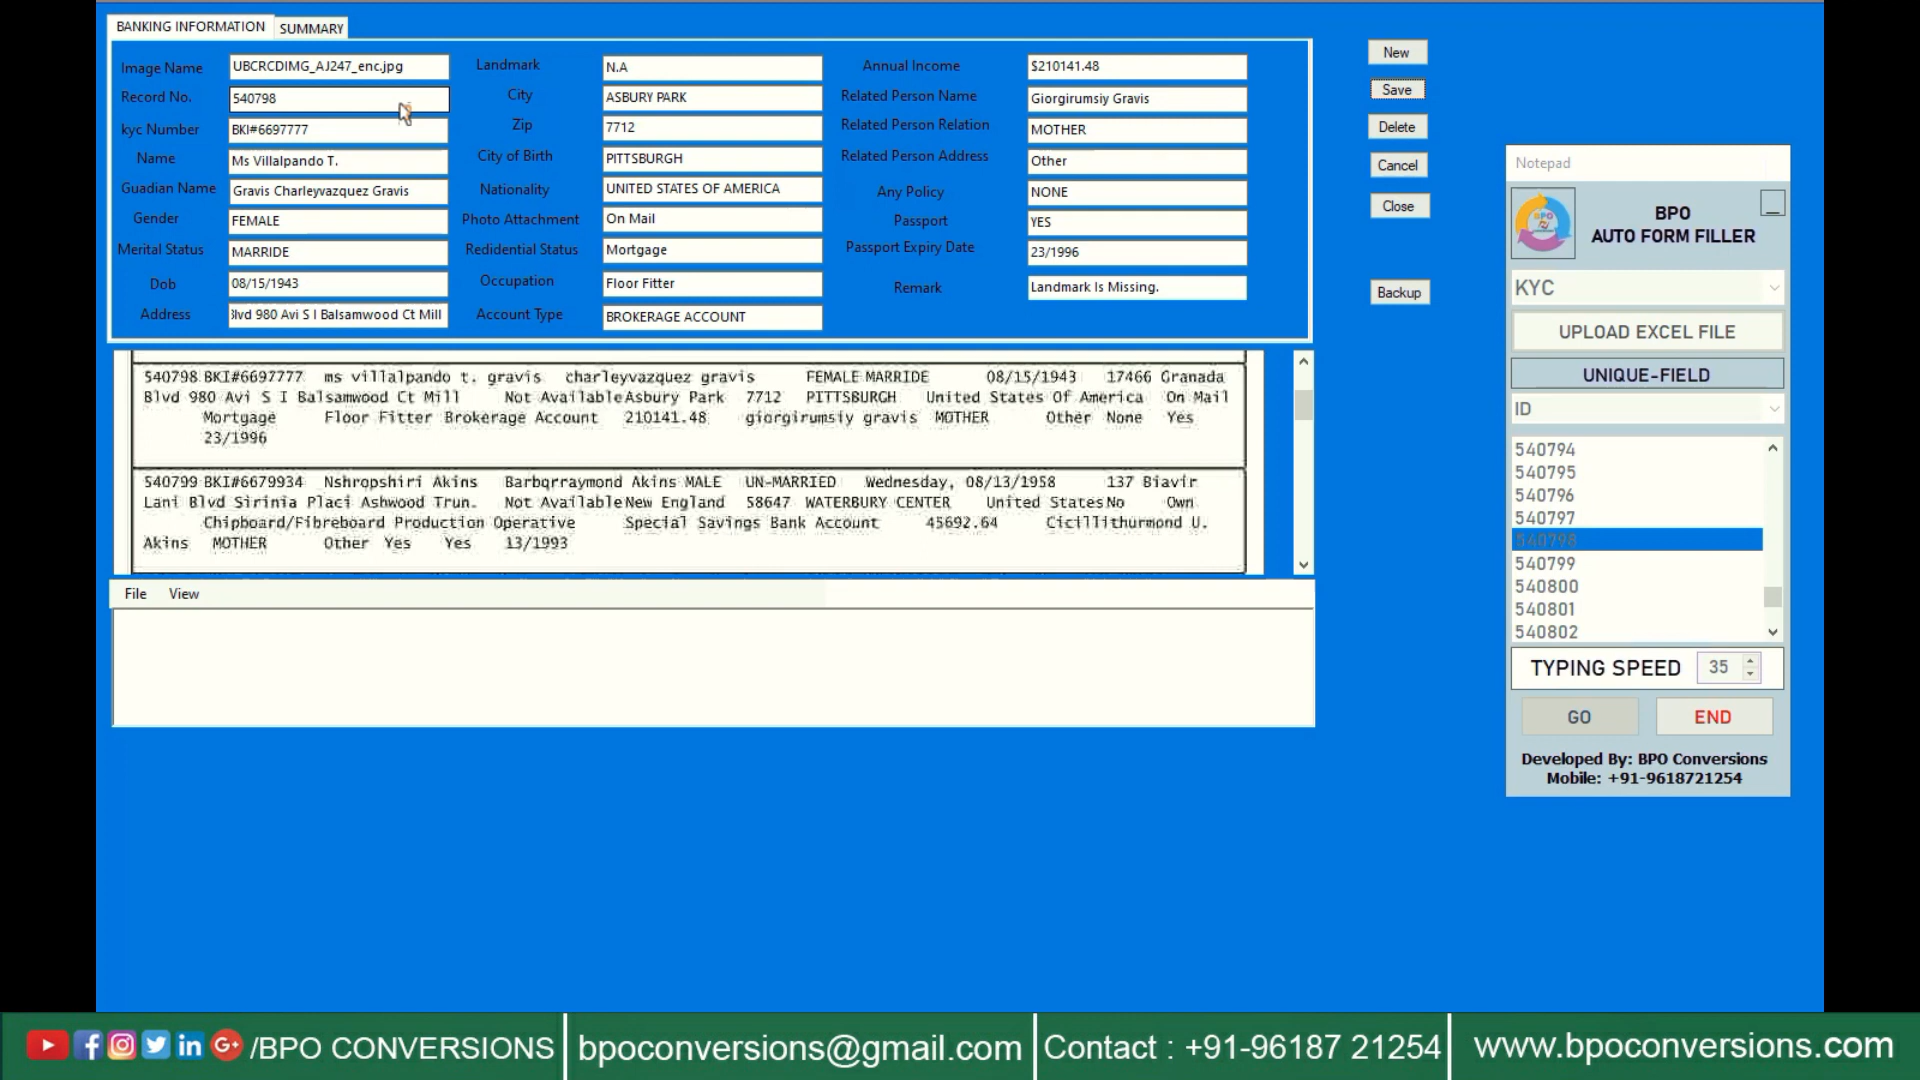 BANKING INFORMATION
SUMMARY
Image Name
UBCRCDIMG_AJ247_enc.jpg
Record No.
540798
kyc Number
BKI#6697777
Name
Ms Villalpando T.
Guadian Name
Gravis Charleyvazquez Gravis
Gender
FEMALE
Merital Status
MARRIDE
Dob
08/15/1943
Address
Blvd 980 Avi S I Balsamwood Ct Mill
Landmark
N.A
City
ASBURY PARK
Zip
7712
City of Birth
PITTSBURGH
Nationality
UNITED STATES OF AMERICA
Photo Attachment
On Mail
Redidential Status
Mortgage
Occupation
Floor Fitter
Account Type
BROKERAGE ACCOUNT
Annual Income
$210141.48
Related Person Name
Giorgirumsiy Gravis
Related Person Relation
MOTHER
Related Person Address
Other
Any Policy
NONE
Passport
YES
Passport Expiry Date
23/1996
Remark
Landmark Is Missing.
New
Save
Delete
Cancel
Close
Backup
540798 BKI#6697777 ms villalpando t. gravis charleyvazquez gravis FEMALE MARRIDE 08/15/1943 17466 Granada
Blvd 980 Avi S I Balsamwood Ct Mill Not Available Asbury Park 7712 PITTSBURGH United States Of America On Mail
Mortgage Floor Fitter Brokerage Account 210141.48 giorgirumsiy gravis MOTHER Other None Yes
23/1996
540799 BKI#6679934 Nshropshiri Akins Barbqrraymond Akins MALE UN-MARRIED Wednesday, 08/13/1958 137 Biavir
Lani Blvd Sirinia Placi Ashwood Trun. Not Available New England 58647 WATERBURY CENTER United States No Own
Chipboard/Fibreboard Production Operative Special Savings Bank Account 45692.64 Cicillithurmond U.
Akins MOTHER Other Yes Yes 13/1993
File View
Notepad
BPO
CONVERSIONS
BPO
AUTO FORM FILLER
KYC
UPLOAD EXCEL FILE
UNIQUE-FIELD
ID
540794
540795
540796
540797
540798
540799
540800
540801
540802
TYPING SPEED 35
GO
END
Developed By: BPO Conversions
Mobile: +91-9618721254
/BPO CONVERSIONS
bpoconversions@gmail.com
Contact : +91-96187 21254
www.bpoconversions.com